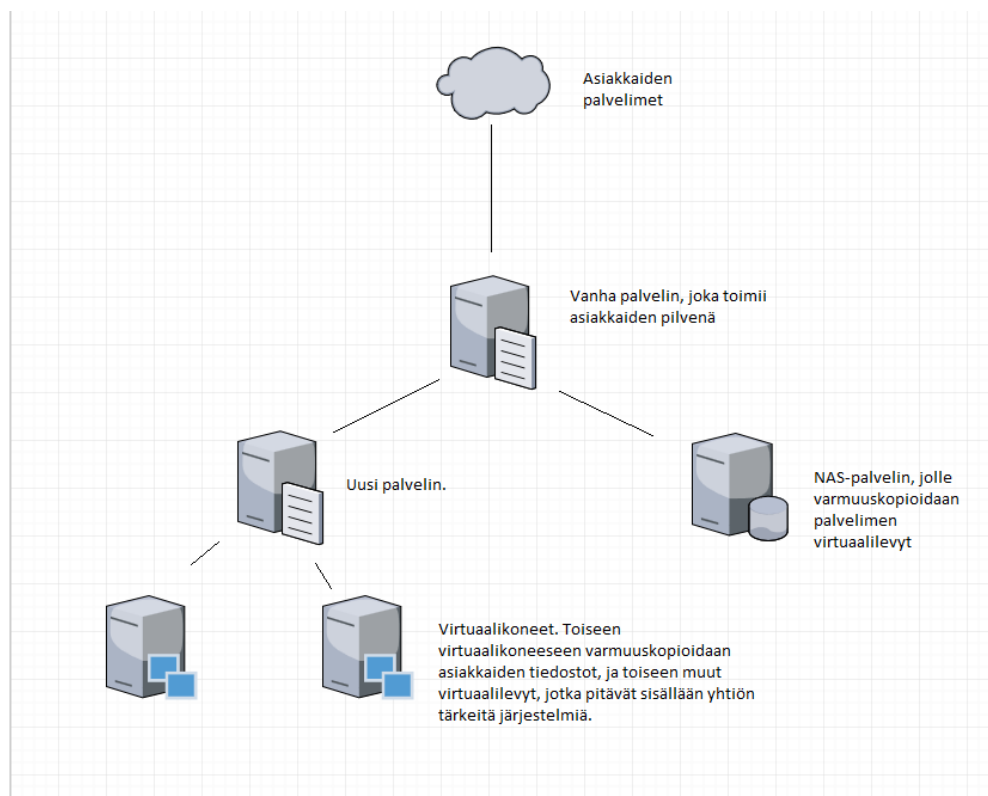 Asiakkaiden
palvelimet
Vanha palvelin, joka toimii
asiakkaiden pilvenä
Uusi palvelin.
NAS-palvelin, jolle
varmuuskopioidaan
palvelimen
virtuaalilevyt
Virtuaalikoneet. Toiseen
virtuaalikoneeseen varmuuskopioidaan
asiakkaiden tiedostot, ja toiseen muut
virtuaalilevyt, jotka pitävät sisällään yhtiön
tärkeitä järjestelmiä.